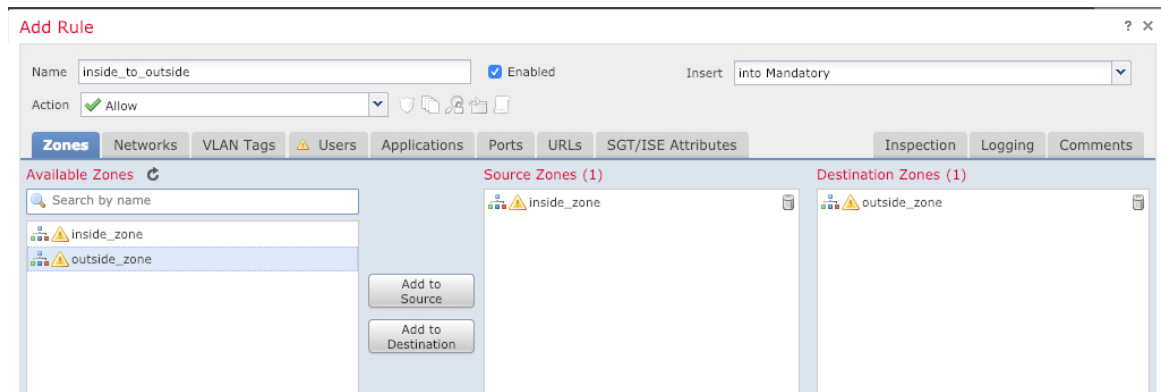 Add Rule
? ×
Name inside_to_outside Enabled Insert into Mandatory
Action Allow
Zones Networks VLAN Tags Users Applications Ports URLs SGT/ISE Attributes Inspection Logging Comments
Available Zones Source Zones (1) Destination Zones (1)
Search by name inside_zone outside_zone
inside_zone
outside_zone
Add to
Source
Add to
Destination